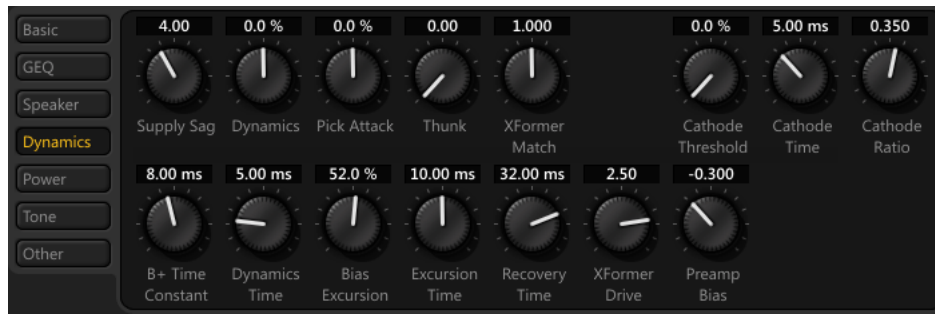 Basic
GEQ
Speaker
Dynamics
Power
Tone
Other
4.00 0.0 % 0.0 % 0.00 1.000 0.0 % 5.00 ms 0.350
Supply Sag Dynamics Pick Attack Thunk XFormer Cathode Cathode Cathode
Match Threshold Time Ratio
8.00 ms 5.00 ms 52.0 % 10.00 ms 32.00 ms 2.50 -0.300
B+ Time Dynamics Bias Excursion Recovery XFormer Preamp
Constant Time Excursion Time Time Drive Bias